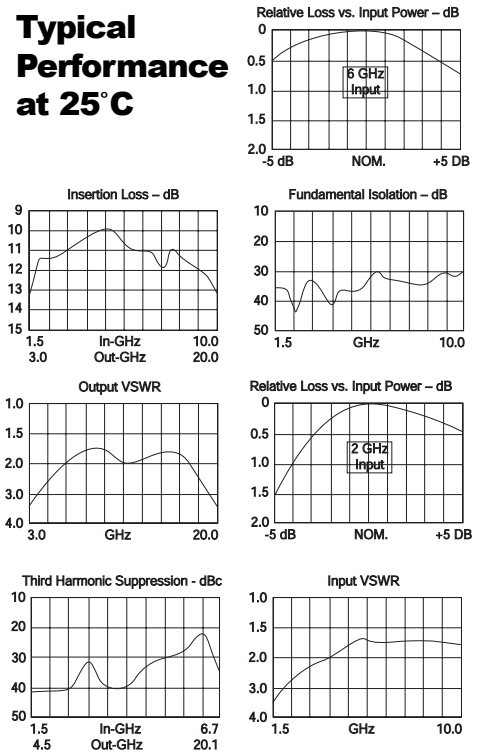 Typical
Performance
at 25°C
Relative Loss vs. Input Power – dB
0
0.5
1.0
1.5
2.0
6 GHz
Input
-5 dB NOM. +5 DB
Insertion Loss – dB
9
10
11
12
13
14
15
1.5 In-GHz 10.0
3.0 Out-GHz 20.0
Fundamental Isolation – dB
10
20
30
40
50
1.5 GHz 10.0
Output VSWR
1.0
1.5
2.0
3.0
4.0
3.0 GHz 20.0
Relative Loss vs. Input Power – dB
0
0.5
1.0
1.5
2.0
2 GHz
Input
-5 dB NOM. +5 DB
Third Harmonic Suppression - dBc
10
20
30
40
50
1.5 In-GHz 6.7
4.5 Out-GHz 20.1
Input VSWR
1.0
1.5
2.0
3.0
4.0
1.5 GHz 10.0